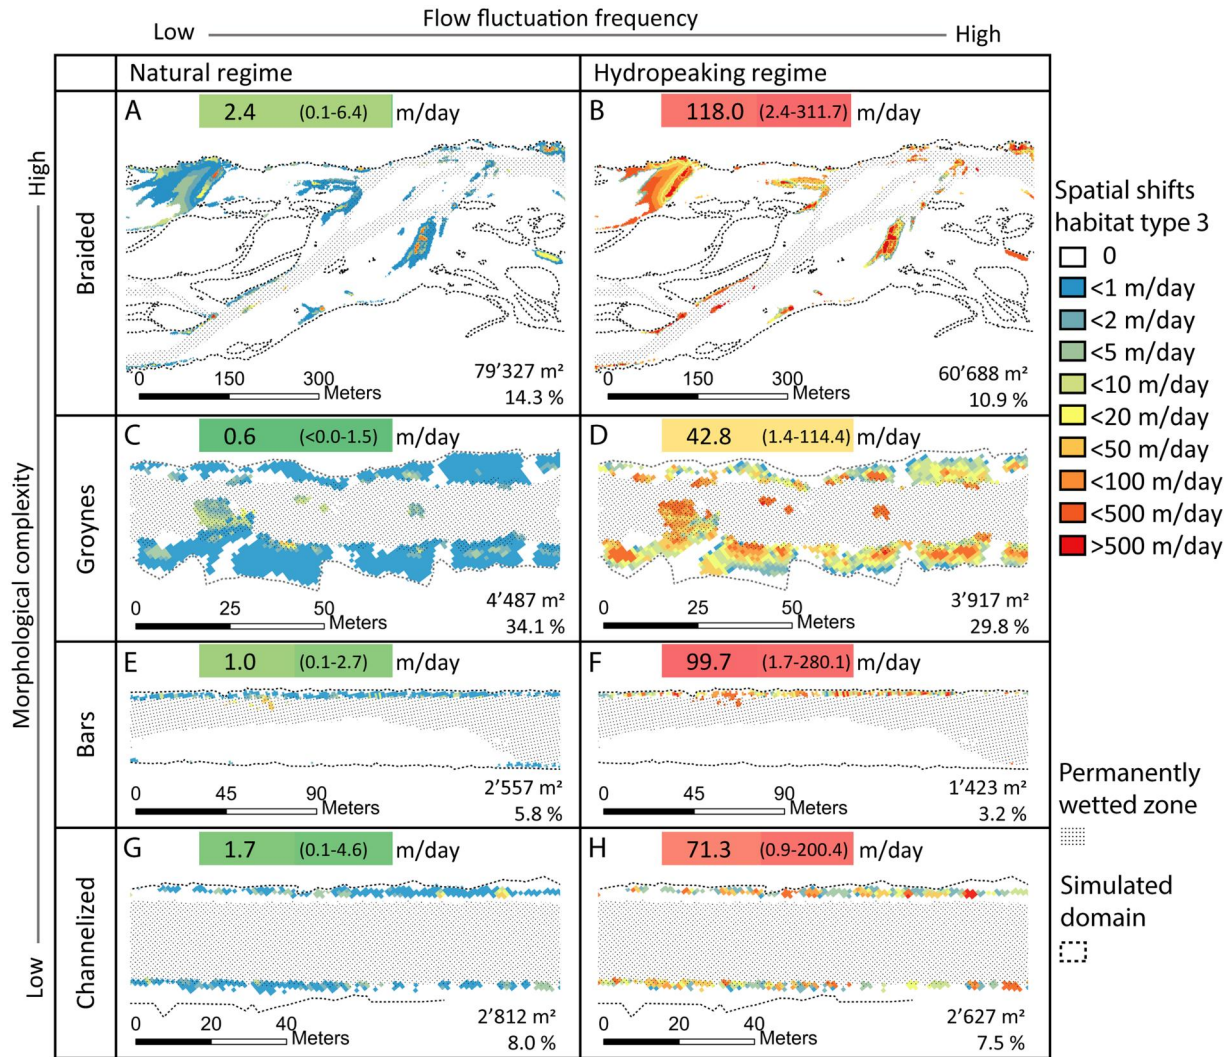 Flow fluctuation frequency
Low
High
Natural regime
Hydropeaking regime
Morphological complexity
High
Low
Braided
A
2.4 (0.1-6.4) m/day
0 150 300
Meters
79’327 m²
14.3 %
B
118.0 (2.4-311.7) m/day
0 150 300
Meters
60’688 m²
10.9 %
Groynes
C
0.6 (<0.0-1.5) m/day
0 25 50
Meters
4’487 m²
34.1 %
D
42.8 (1.4-114.4) m/day
0 25 50
Meters
3’917 m²
29.8 %
Bars
E
1.0 (0.1-2.7) m/day
0 45 90
Meters
2’557 m²
5.8 %
F
99.7 (1.7-280.1) m/day
0 45 90
Meters
1’423 m²
3.2 %
Channelized
G
1.7 (0.1-4.6) m/day
0 20 40
Meters
2’812 m²
8.0 %
H
71.3 (0.9-200.4) m/day
0 20 40
Meters
2’627 m²
7.5 %
Spatial shifts
habitat type 3
0
<1 m/day
<2 m/day
<5 m/day
<10 m/day
<20 m/day
<50 m/day
<100 m/day
<500 m/day
>500 m/day
Permanently
wetted zone
Simulated
domain